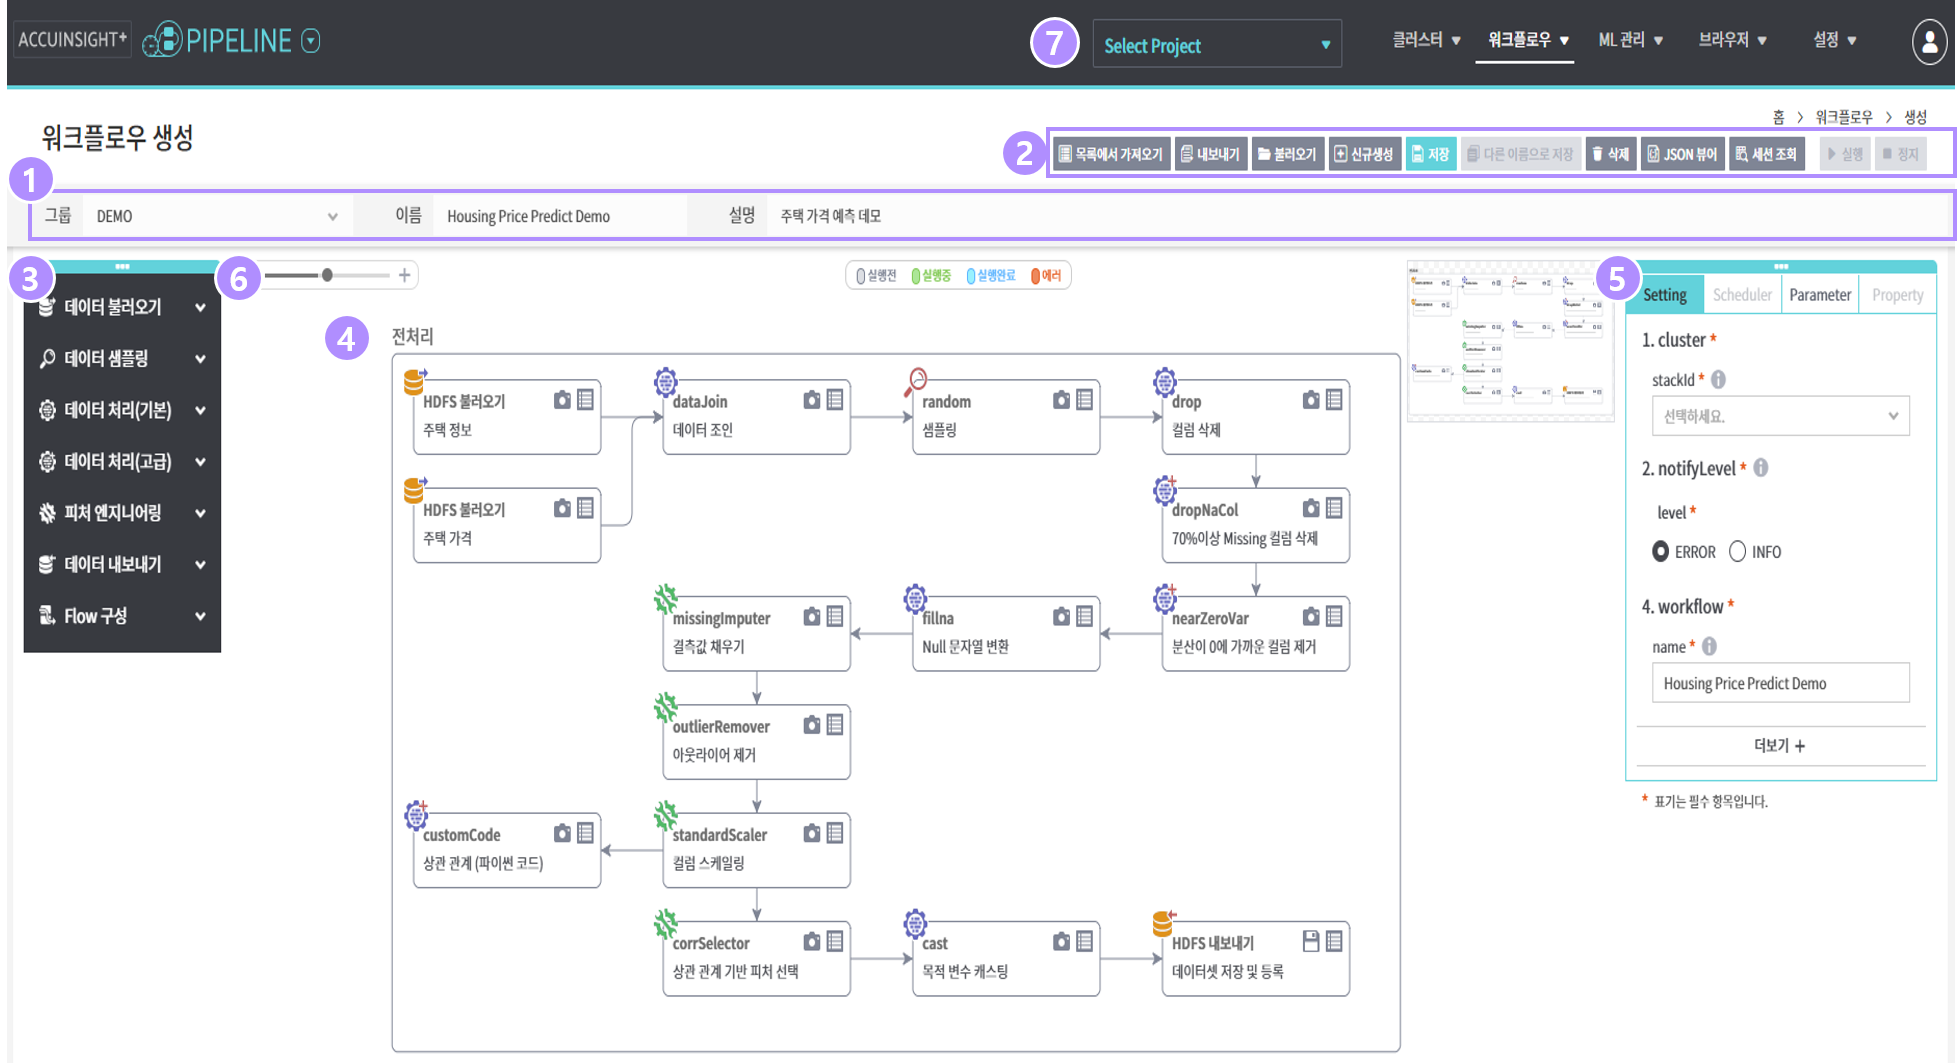 ACCUINSIGHT+ PIPELINE
7 Select Project 클러스터 워크플로우 ML 관리 브라우저 설정
홈 > 워크플로우 > 생성
워크플로우 생성
2 목록에서 가져오기 내보내기 불러오기 신규생성 저장 다른 이름으로 저장 삭제 JSON 뷰어 세션 조회 실행 정지
1
그룹 DEMO 이름 Housing Price Predict Demo 설명 주택 가격 예측 데모
3
데이터 불러오기
데이터 샘플링
데이터 처리(기본)
데이터 처리(고급)
피처 엔지니어링
데이터 내보내기
Flow 구성
6 +
실행전 실행중 실행완료 에러
4 전처리
HDFS 불러오기
주택 정보
dataJoin
데이터 조인
random
샘플링
drop
컬럼 삭제
HDFS 불러오기
주택 가격
dropNaCol
70%이상 Missing 컬럼 삭제
missingImputer
결측값 채우기
fillna
Null 문자열 변환
nearZeroVar
분산이 0에 가까운 컬럼 제거
outlierRemover
아웃라이어 제거
customCode
상관 관계 (파이썬 코드)
standardScaler
컬럼 스케일링
corrSelector
상관 관계 기반 피처 선택
cast
목적 변수 캐스팅
HDFS 내보내기
데이터셋 저장 및 등록
5
Setting Scheduler Parameter Property
1. cluster *
stackId *
선택하세요.
2. notifyLevel *
level *
ERROR INFO
4. workflow *
name *
Housing Price Predict Demo
더보기 +
* 표기는 필수 항목입니다.